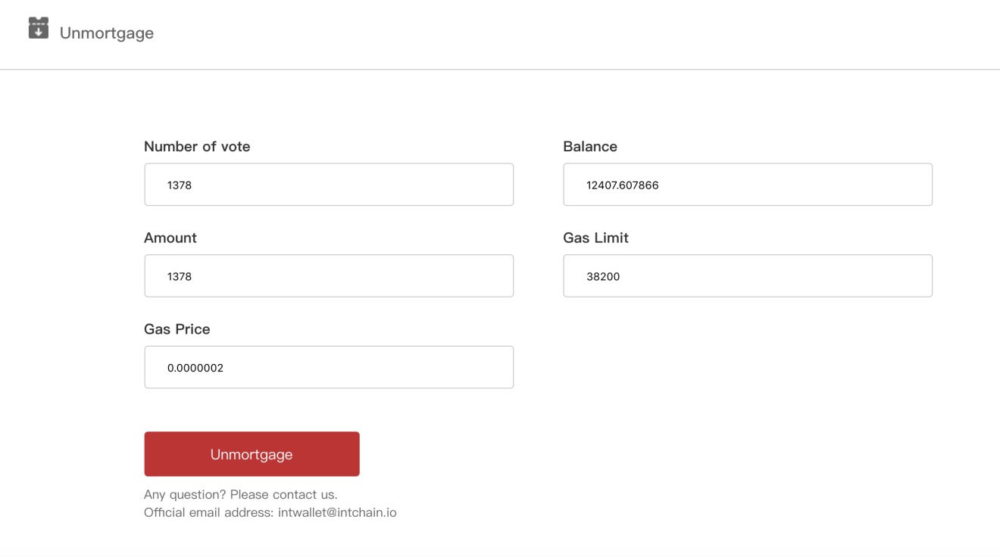 Unmortgage
Number of vote
1378
Balance
12407.607866
Amount
1378
Gas Limit
38200
Gas Price
0.0000002
Unmortgage
Any question? Please contact us.
Official email address: intwallet@intchain.io